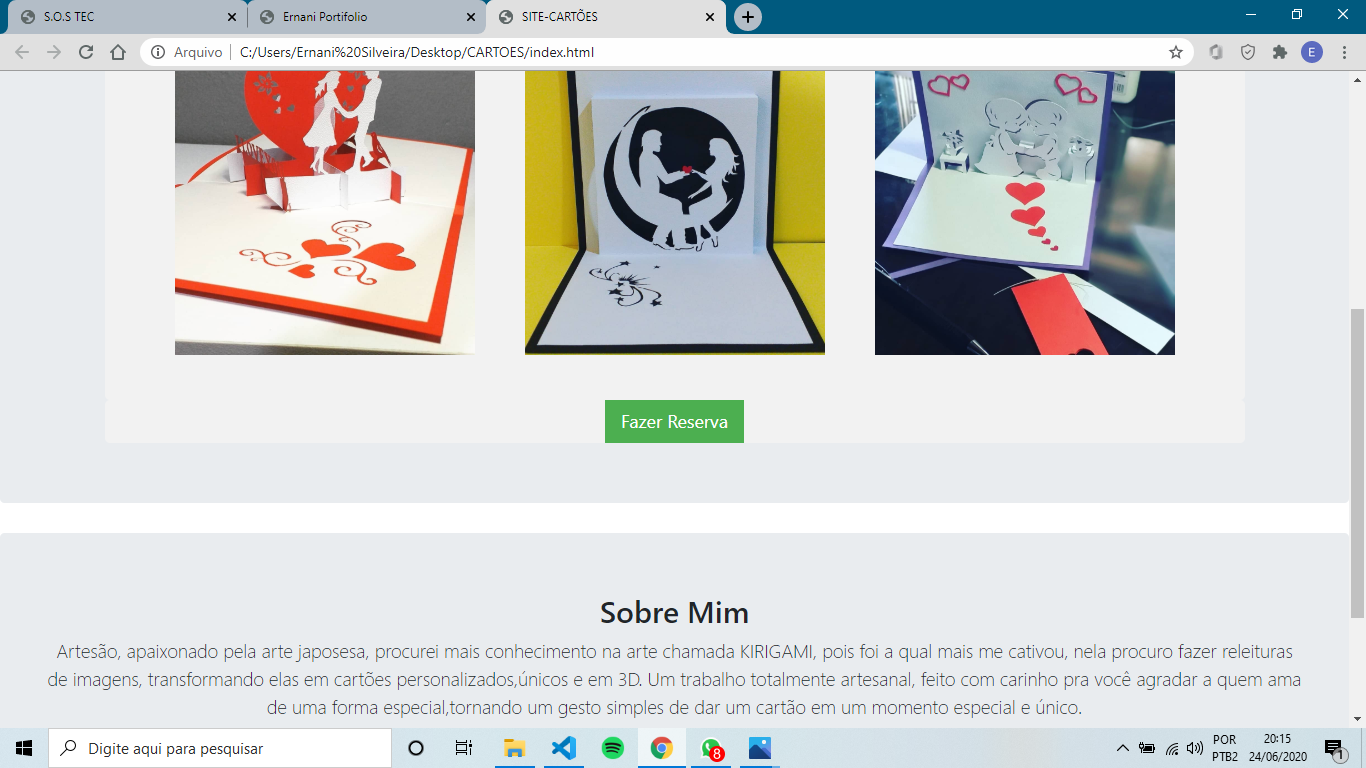 S.O.S TEC
Ernani Portifolio
SITE-CARTÕES
Arquivo
C:/Users/Ernani%20Silveira/Desktop/CARTOES/index.html
E
Fazer Reserva
Sobre Mim
Artesão, apaixonado pela arte japosesa, procurei mais conhecimento na arte chamada KIRIGAMI, pois foi a qual mais me cativou, nela procuro fazer releituras
de imagens, transformando elas em cartões personalizados,únicos e em 3D. Um trabalho totalmente artesanal, feito com carinho pra você agradar a quem ama
de uma forma especial,tornando um gesto simples de dar um cartão em um momento especial e único.
Digite aqui para pesquisar
8
POR
PTB2
20:15
24/06/2020
1